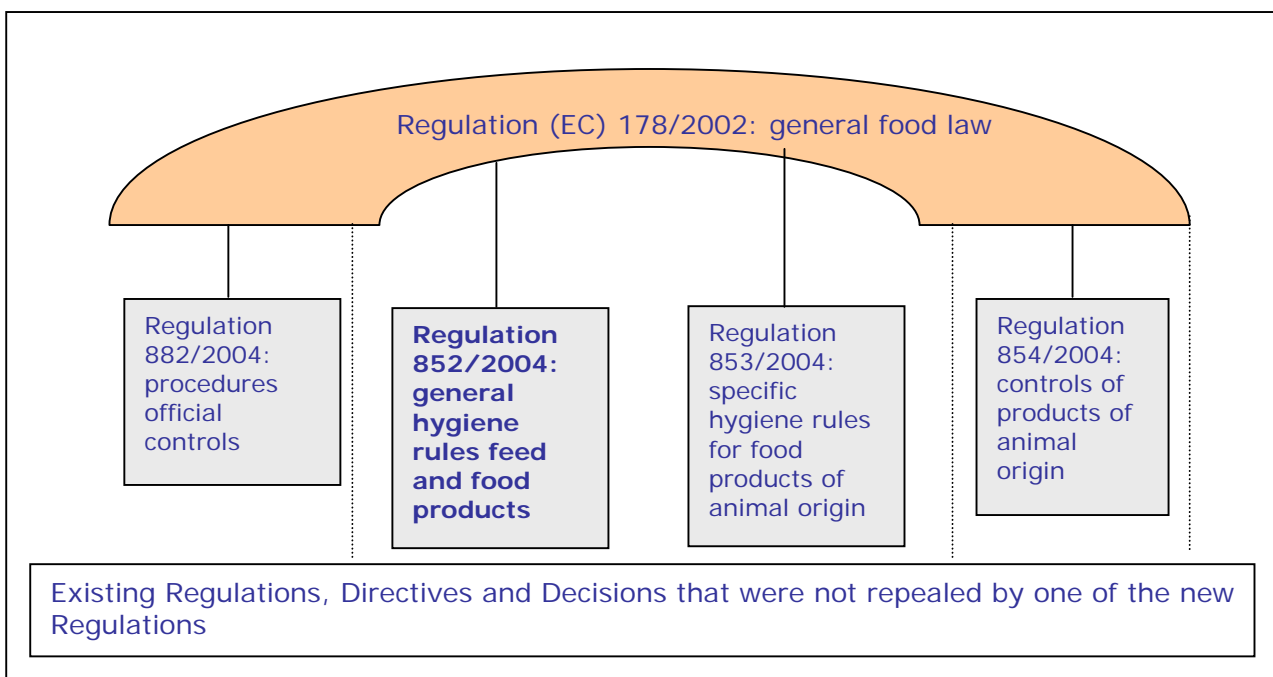 Regulation (EC) 178/2002: general food law
Regulation
882/2004:
procedures
official
controls
Regulation
852/2004:
general
hygiene
rules feed
and food
products
Regulation
853/2004:
specific
hygiene rules
for food
products of
animal origin
Regulation
854/2004:
controls of
products of
animal
origin
Existing Regulations, Directives and Decisions that were not repealed by one of the new
Regulations